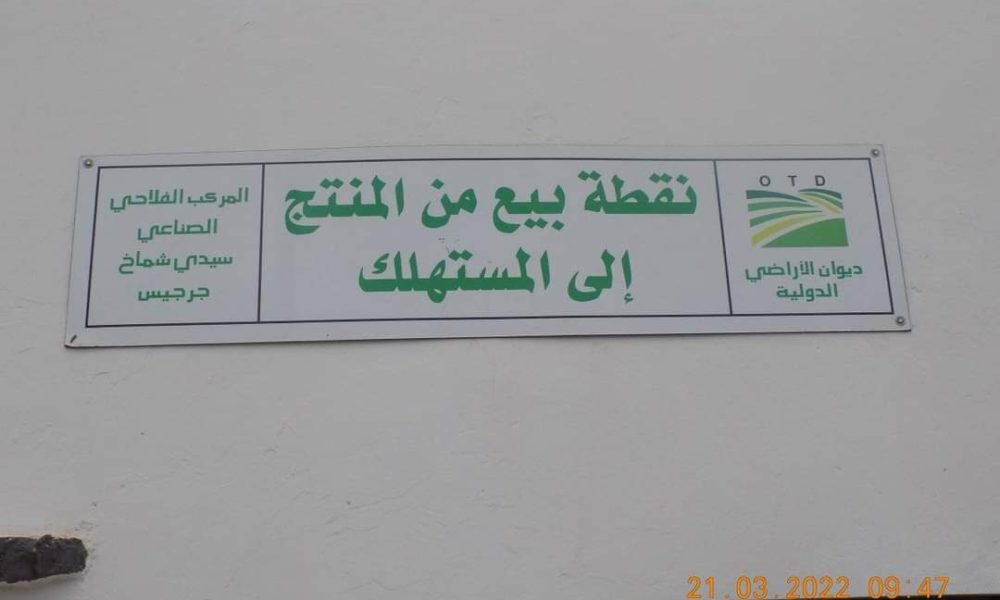 O T D
ديوان الأراضي
الدولية
نقطة بيع من المنتج
إلى المستهلك
المركب الفلاحي
الصناعي
سيدي شماخ
جرجيس
21.03.2022 09:47